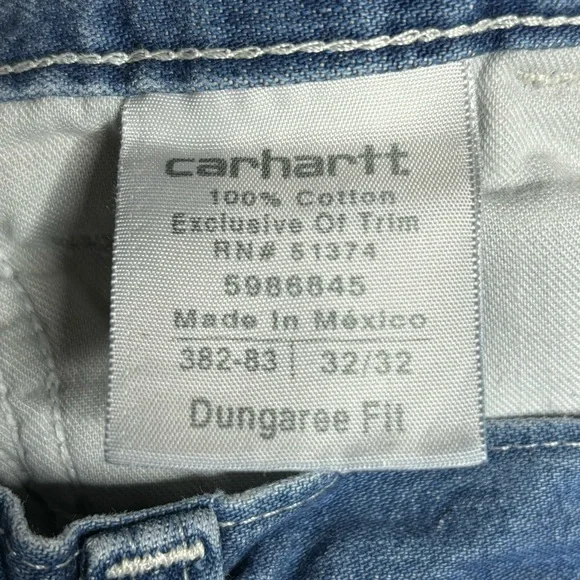 carhartt
100% Cotton
Exclusive Of Trim
RN# 51374
5986845
Made In México
382-83 | 32/32
Dungaree Fit